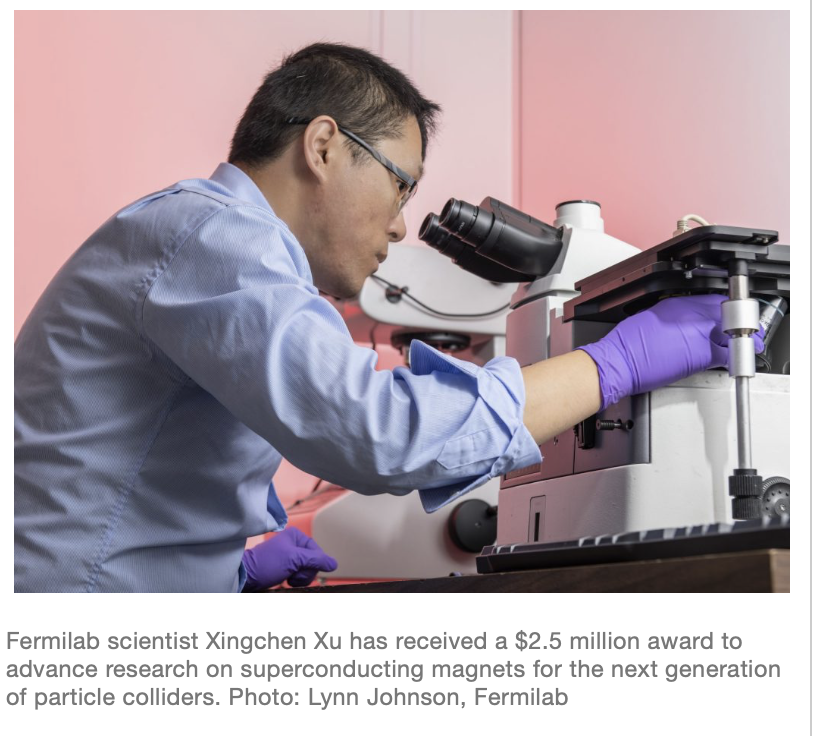 Fermilab scientist Xingchen Xu has received a $2.5 million award to
advance research on superconducting magnets for the next generation
of particle colliders. Photo: Lynn Johnson, Fermilab